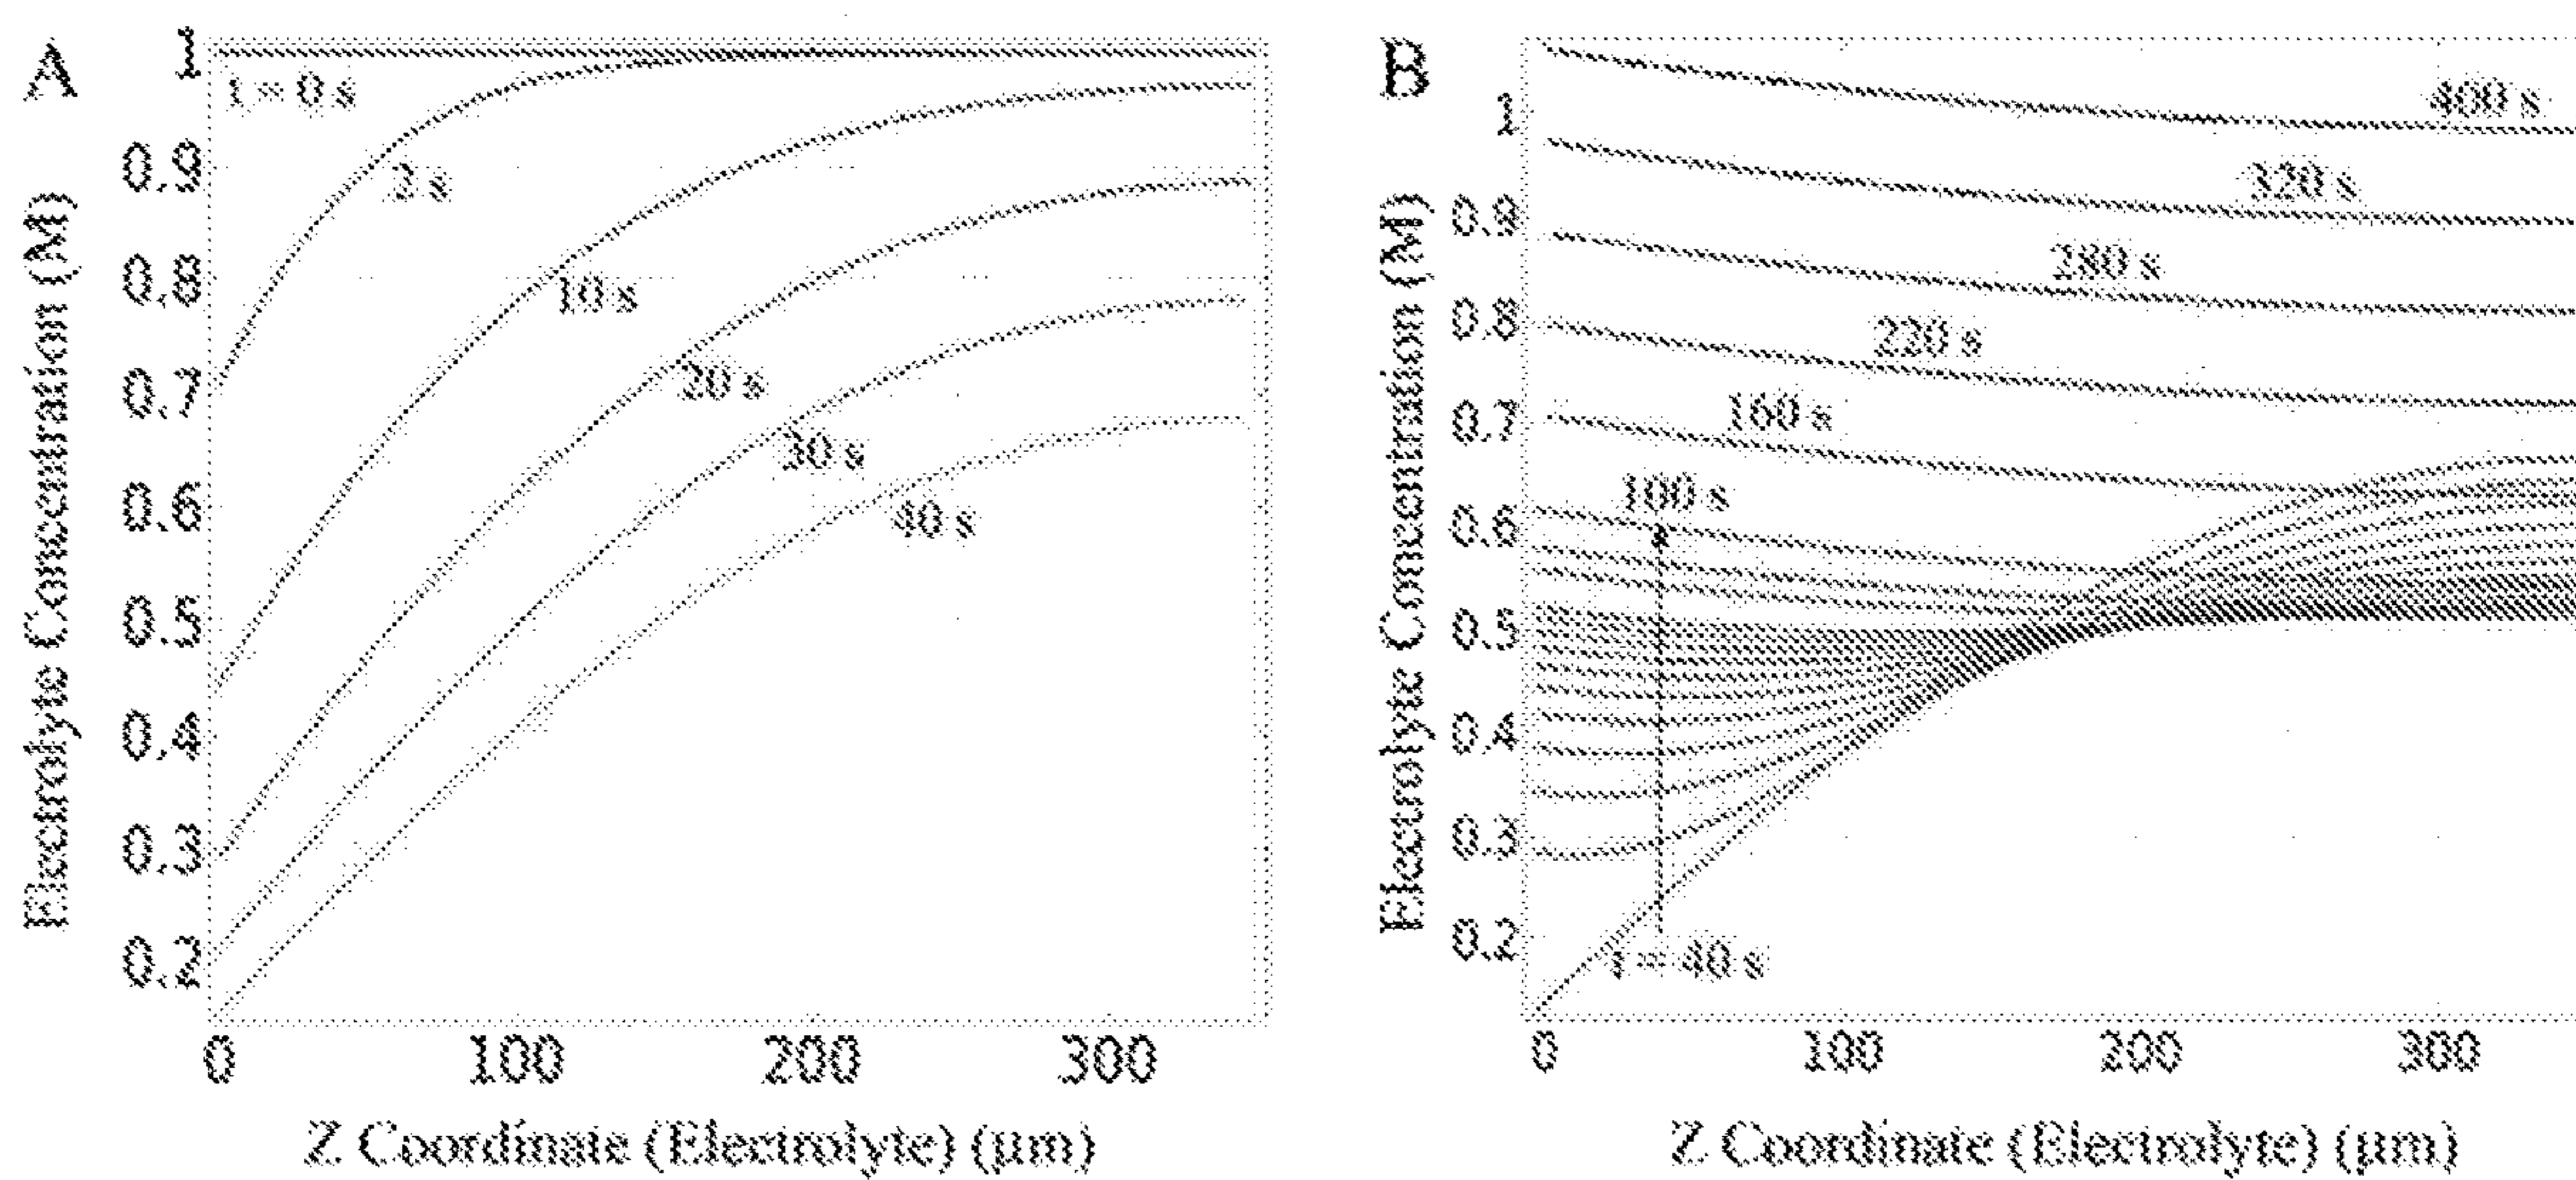 A
Electrolyte Concentration (M)
1
0.9
0.8
0.7
0.6
0.5
0.4
0.3
0.2
t = 0 s
2 s
10 s
20 s
30 s
40 s
0 100 200 300
Z Coordinate (Electrolyte) (µm)
B
Electrolyte Concentration (M)
1
0.9
0.8
0.7
0.6
0.5
0.4
0.3
0.2
400 s
320 s
280 s
220 s
160 s
100 s
t = 40 s
0 100 200 300
Z Coordinate (Electrolyte) (µm)